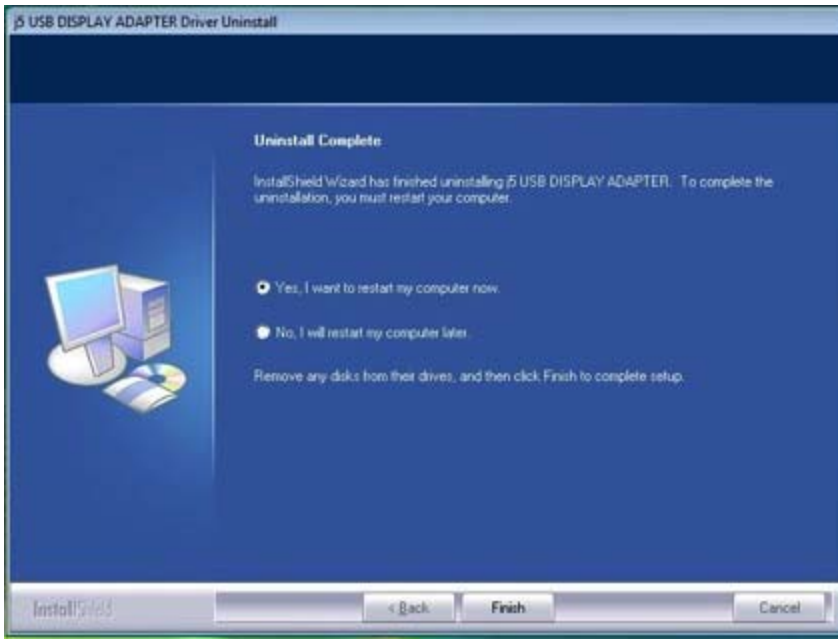 j5 USB DISPLAY ADAPTER Driver Uninstall
Uninstall Complete
InstallShield Wizard has finished uninstalling j5 USB DISPLAY ADAPTER. To complete the
uninstallation, you must restart your computer.
Yes, I want to restart my computer now.
No, I will restart my computer later.
Remove any disks from their drives, and then click Finish to complete setup.
InstallShield
< Back
Finish
Cancel